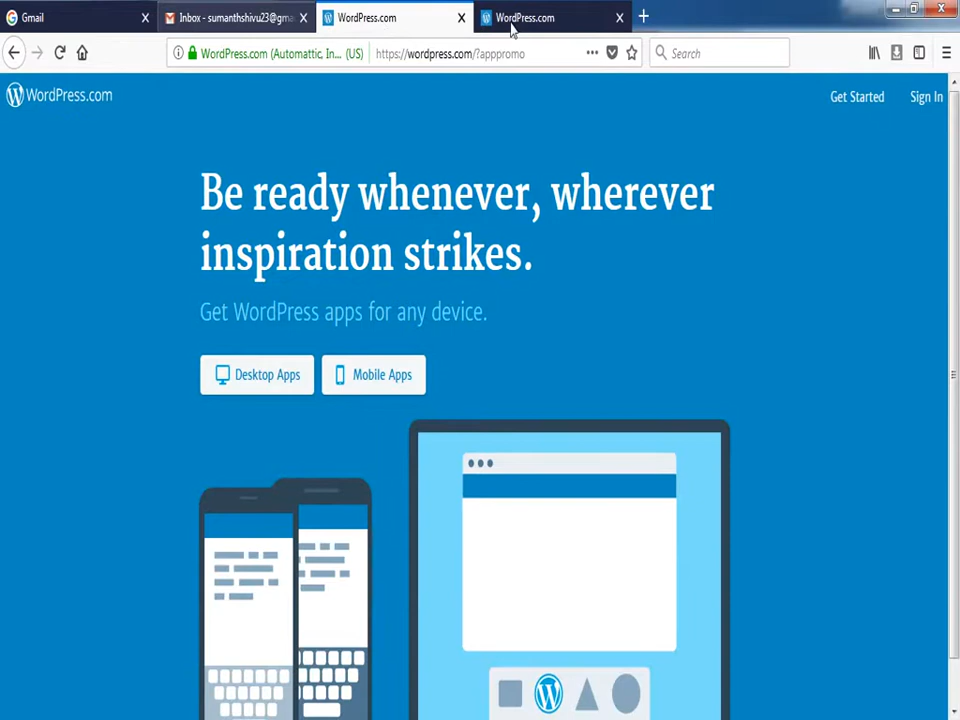 Gmail
Inbox - sumanthshivu23@gma
WordPress.com
WordPress.com
WordPress.com (Automattic, In... (US)
https://wordpress.com/?apppromo
Search
WordPress.com
Get Started
Sign In
Be ready whenever, wherever
inspiration strikes.
Get WordPress apps for any device.
Desktop Apps
Mobile Apps